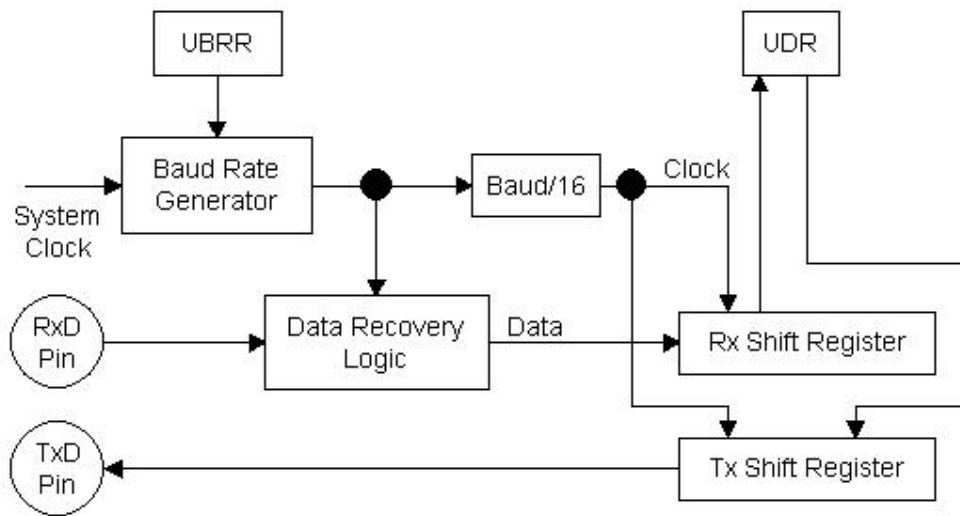 UBRR
UDR
Baud Rate
Generator
Baud/16
Clock
System
Clock
RxD
Pin
Data Recovery
Logic
Data
Rx Shift Register
TxD
Pin
Tx Shift Register